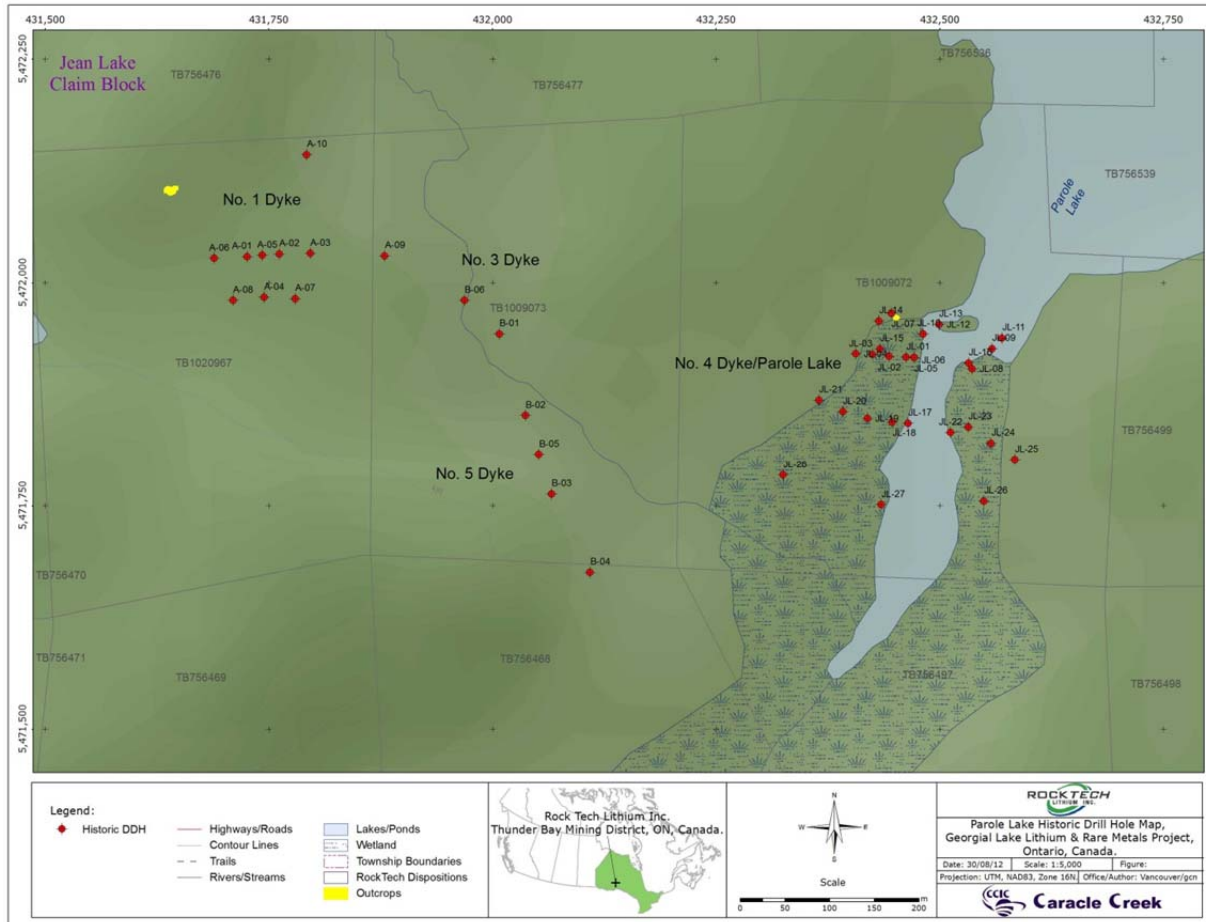 431,500 431,750 432,000 432,250 432,500 432,750
5,472,250
5,472,000
5,471,750
5,471,500
Jean Lake
Claim Block
TB756476
TB756477
TB756536
TB756539
Parole
Lake
A-10
No. 1 Dyke
A-06
A-01
A-05
A-02
A-03
A-09
A-08
A-04
A-07
No. 3 Dyke
B-06
TB1009073
B-01
TB1009072
JL-14
JL-07
JL-13
JL-12
JL-11
JL-09
JL-03
JL-15
JL-01
JL-06
JL-02
JL-05
JL-08
No. 4 Dyke/Parole Lake
TB1020967
B-02
JL-21
JL-20
JL-19
JL-17
JL-18
JL-22
JL-23
JL-24
JL-25
TB756499
B-05
No. 5 Dyke
B-03
JL-27
JL-26
B-04
TB756470
TB756471
TB756469
TB756468
TB756497
TB756498
Legend:
Historic DDH
Highways/Roads
Contour Lines
Trails
Rivers/Streams
Lakes/Ponds
Wetland
Township Boundaries
RockTech Dispositions
Outcrops
Rock Tech Lithium Inc.
Thunder Bay Mining District, ON, Canada.
N
W E
S
Scale
0 50 100 150 200
m
ROCKTECH
LITHIUM INC.
Parole Lake Historic Drill Hole Map,
Georgial Lake Lithium & Rare Metals Project,
Ontario, Canada.
Date: 30/08/12 Scale: 1:5,000 Figure:
Projection: UTM, NAD83, Zone 16N. Office/Author: Vancouver/gcn
CCIC Caracle Creek